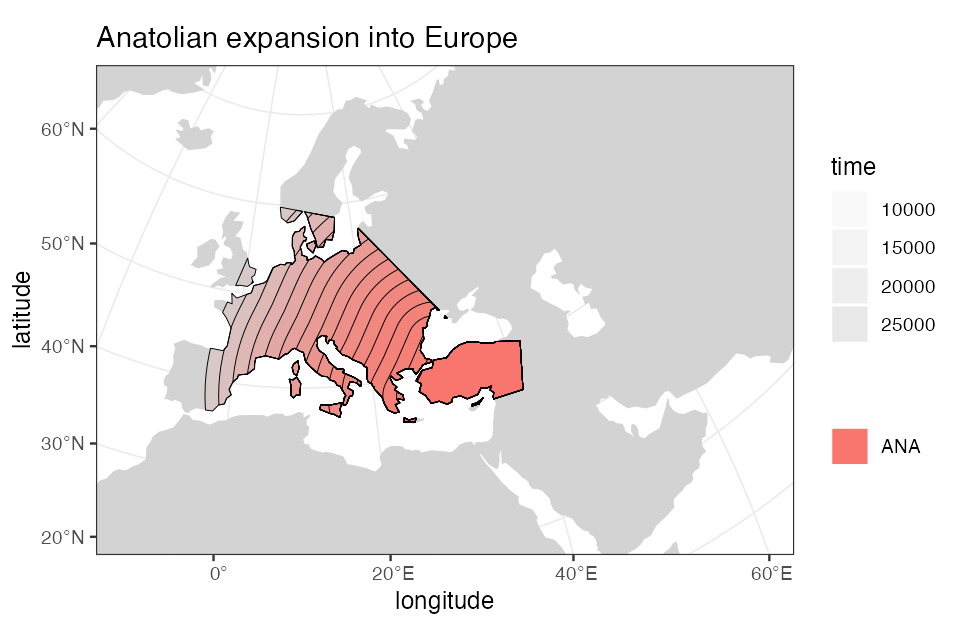 Anatolian expansion into Europe
latitude
60°N
50°N
40°N
30°N
20°N
0°
20°E
40°E
60°E
longitude
time
10000
15000
20000
25000
ANA